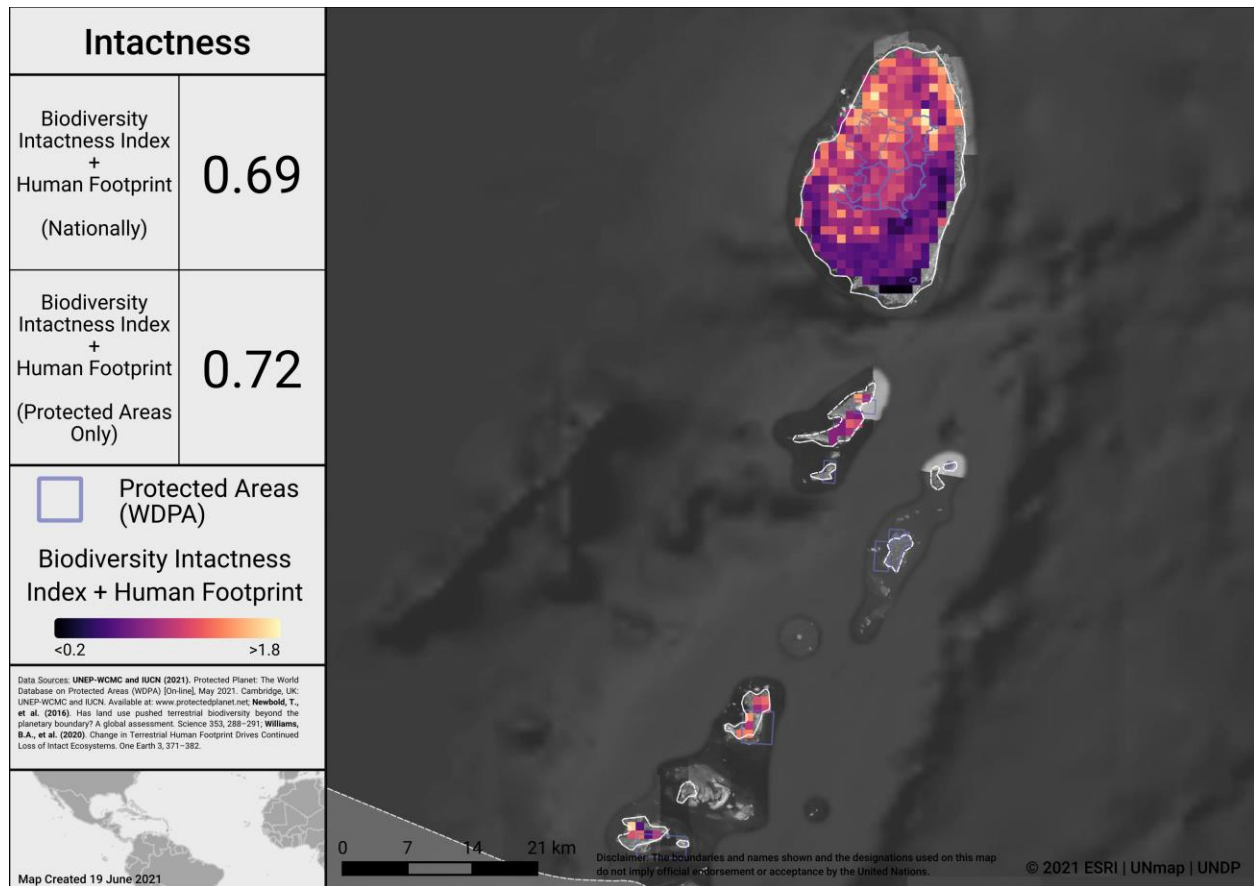 Intactness
Biodiversity
Intactness Index
+
Human Footprint
(Nationally)
0.69
Biodiversity
Intactness Index
+
Human Footprint
(Protected Areas
Only)
0.72
Protected Areas
(WDPA)
Biodiversity Intactness
Index + Human Footprint
<0.2
>1.8
Data Sources: UNEP-WCMC and IUCN (2021). Protected Planet: The World
Database on Protected Areas (WDPA) [On-line], May 2021. Cambridge, UK:
UNEP-WCMC and IUCN. Available at: www.protectedplanet.net; Newbold, T.,
et al. (2016). Has land use pushed terrestrial biodiversity beyond the
planetary boundary? A global assessment. Science 353, 288–291; Williams,
B.A., et al. (2020). Change in Terrestrial Human Footprint Drives Continued
Loss of Intact Ecosystems. One Earth 3, 371–382.
Map Created 19 June 2021
0 7 14 21 km
Disclaimer: The boundaries and names shown and the designations used on this map
do not imply official endorsement or acceptance by the United Nations.
© 2021 ESRI | UNmap | UNDP